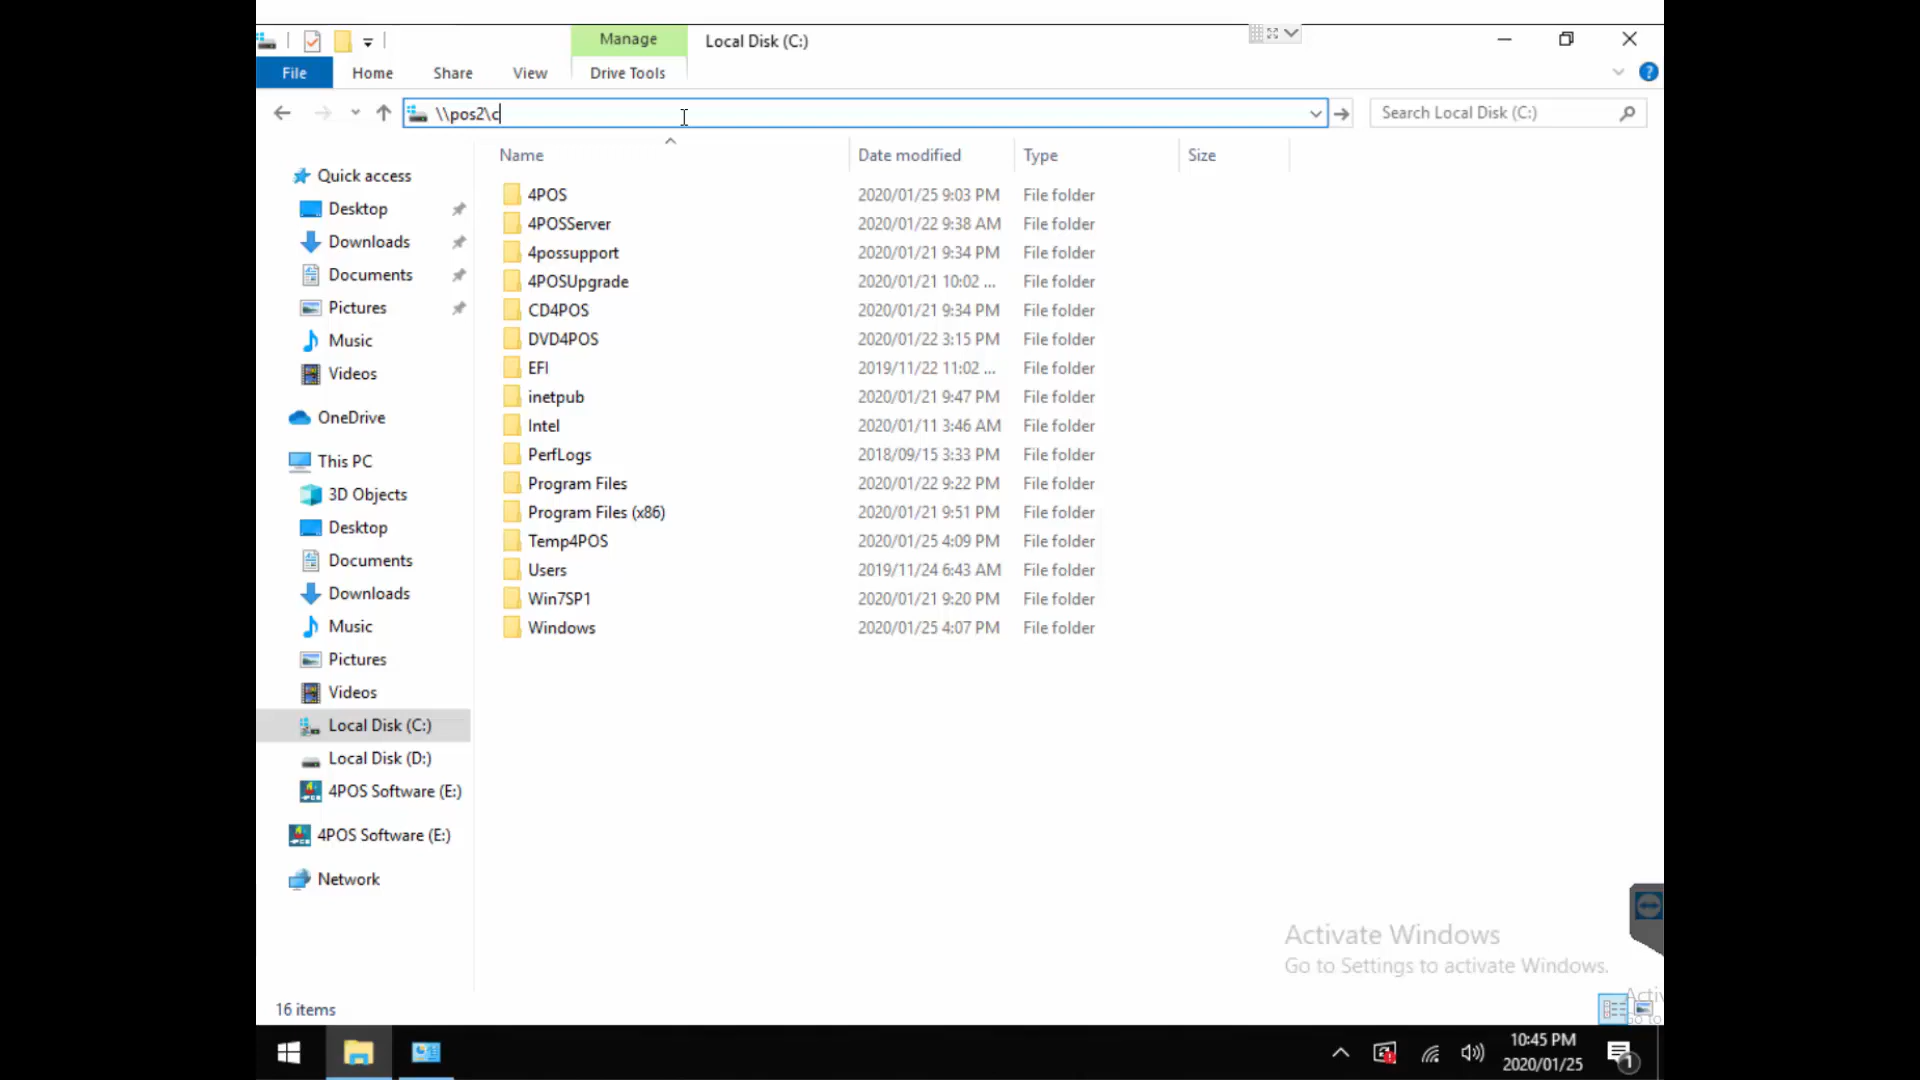 Manage
Local Disk (C:)
File
Home
Share
View
Drive Tools
\\pos2\c
Search Local Disk (C:)
Name
Date modified
Type
Size
Quick access
Desktop
Downloads
Documents
Pictures
Music
Videos
OneDrive
This PC
3D Objects
Desktop
Documents
Downloads
Music
Pictures
Videos
Local Disk (C:)
Local Disk (D:)
4POS Software (E:)
4POS Software (E:)
Network
4POS 2020/01/25 9:03 PM File folder
4POSServer 2020/01/22 9:38 AM File folder
4possupport 2020/01/21 9:34 PM File folder
4POSUpgrade 2020/01/21 10:02 ... File folder
CD4POS 2020/01/21 9:34 PM File folder
DVD4POS 2020/01/22 3:15 PM File folder
EFI 2019/11/22 11:02 ... File folder
inetpub 2020/01/21 9:47 PM File folder
Intel 2020/01/11 3:46 AM File folder
PerfLogs 2018/09/15 3:33 PM File folder
Program Files 2020/01/22 9:22 PM File folder
Program Files (x86) 2020/01/21 9:51 PM File folder
Temp4POS 2020/01/25 4:09 PM File folder
Users 2019/11/24 6:43 AM File folder
Win7SP1 2020/01/21 9:20 PM File folder
Windows 2020/01/25 4:07 PM File folder
Activate Windows
Go to Settings to activate Windows.
16 items
10:45 PM
2020/01/25
1